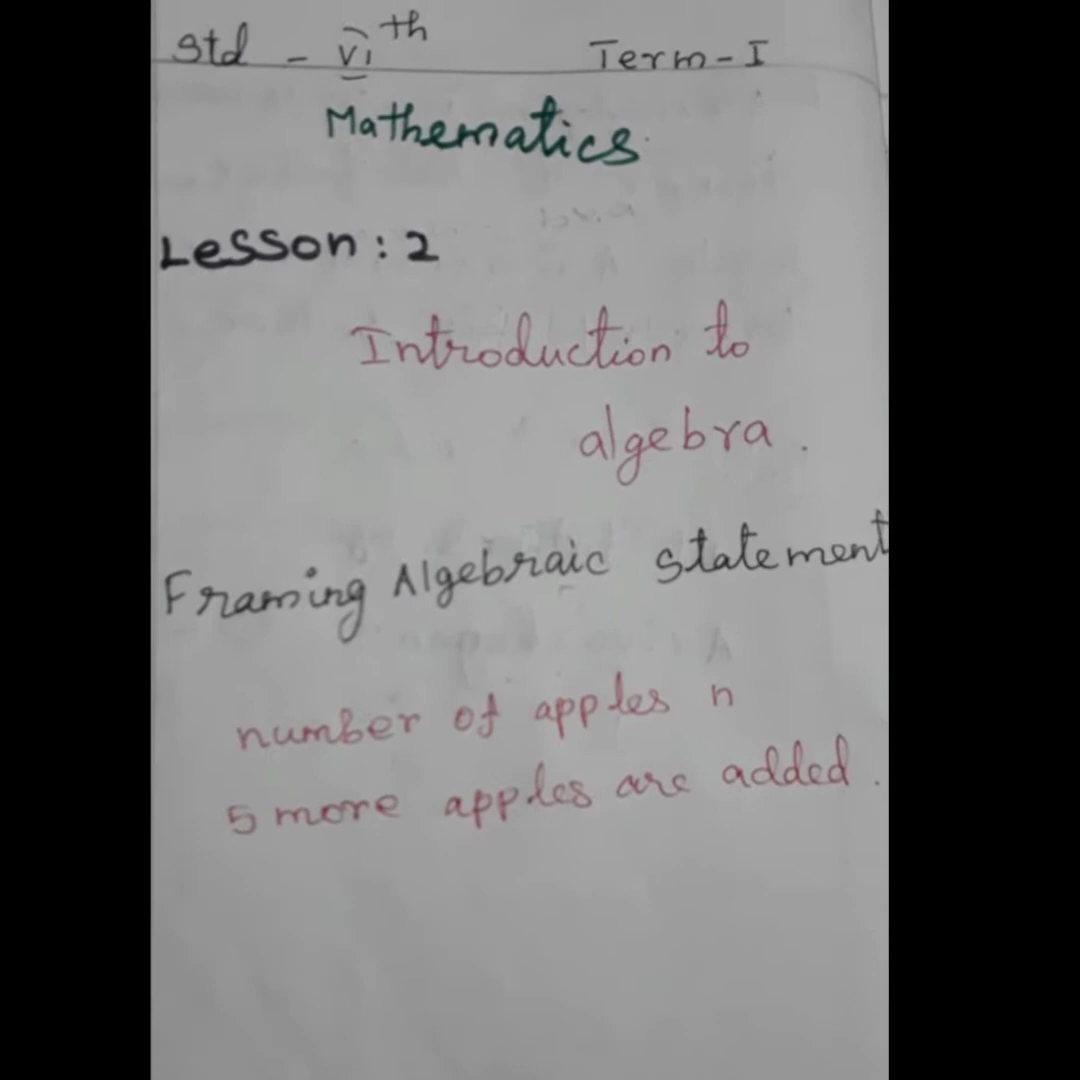 Std - VI th Term - I
Mathematics
Lesson : 2
Introduction to
algebra .
Framing Algebraic statement
number of apples n
5 more apples are added .